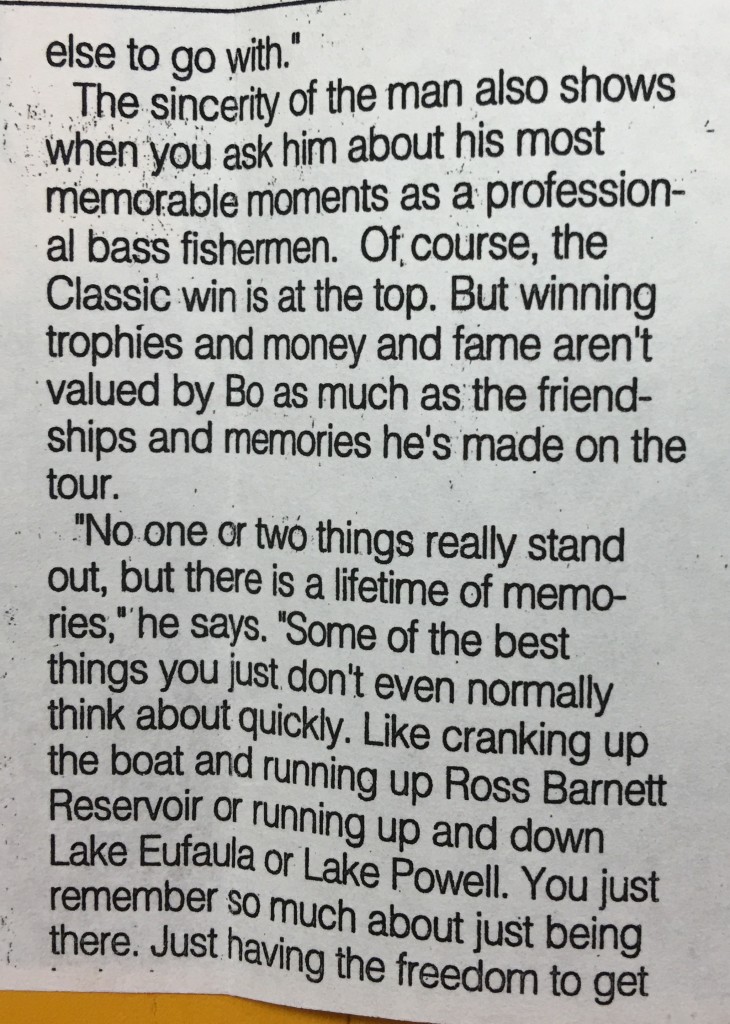 else to go with."
The sincerity of the man also shows
when you ask him about his most
memorable moments as a profession-
al bass fishermen. Of course, the
Classic win is at the top. But winning
trophies and money and fame aren't
valued by Bo as much as the friend-
ships and memories he's made on the
tour.
"No one or two things really stand
out, but there is a lifetime of memo-
ries," he says. "Some of the best
things you just don't even normally
think about quickly. Like cranking up
the boat and running up Ross Barnett
Reservoir or running up and down
Lake Eufaula or Lake Powell. You just
remember so much about just being
there. Just having the freedom to get